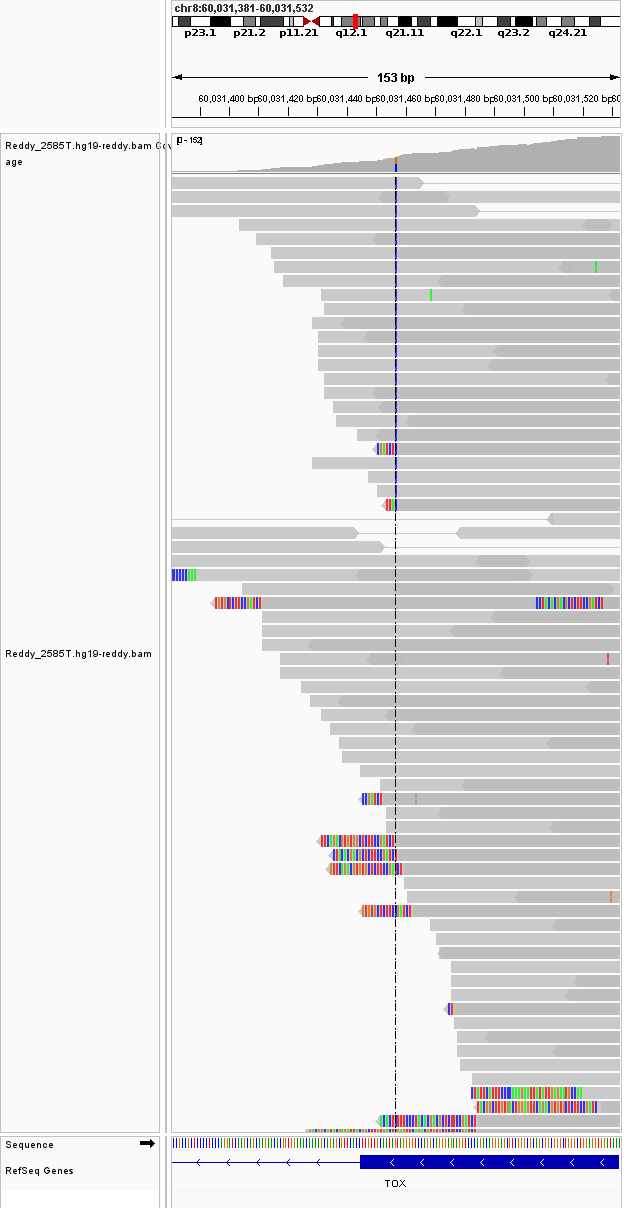 chr8:60,031,381-60,031,532
p23.1 p21.2 p11.21 q12.1 q21.11 q22.1 q23.2 q24.21
153 bp
60,031,400 bp 60,031,420 bp 60,031,440 bp 60,031,460 bp 60,031,480 bp 60,031,500 bp 60,031,520 bp 60
Reddy_2585T.hg19-reddy.bam Cov
age
[0 - 152]
Reddy_2585T.hg19-reddy.bam
Sequence
RefSeq Genes
TOX